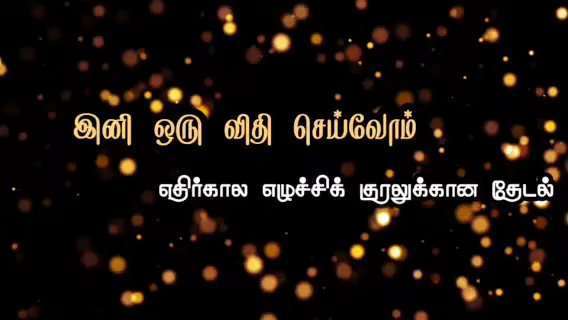 இனி ஒரு விதி செய்வோம்
எதிர்கால எழுச்சிக் குரலுக்கான தேடல்